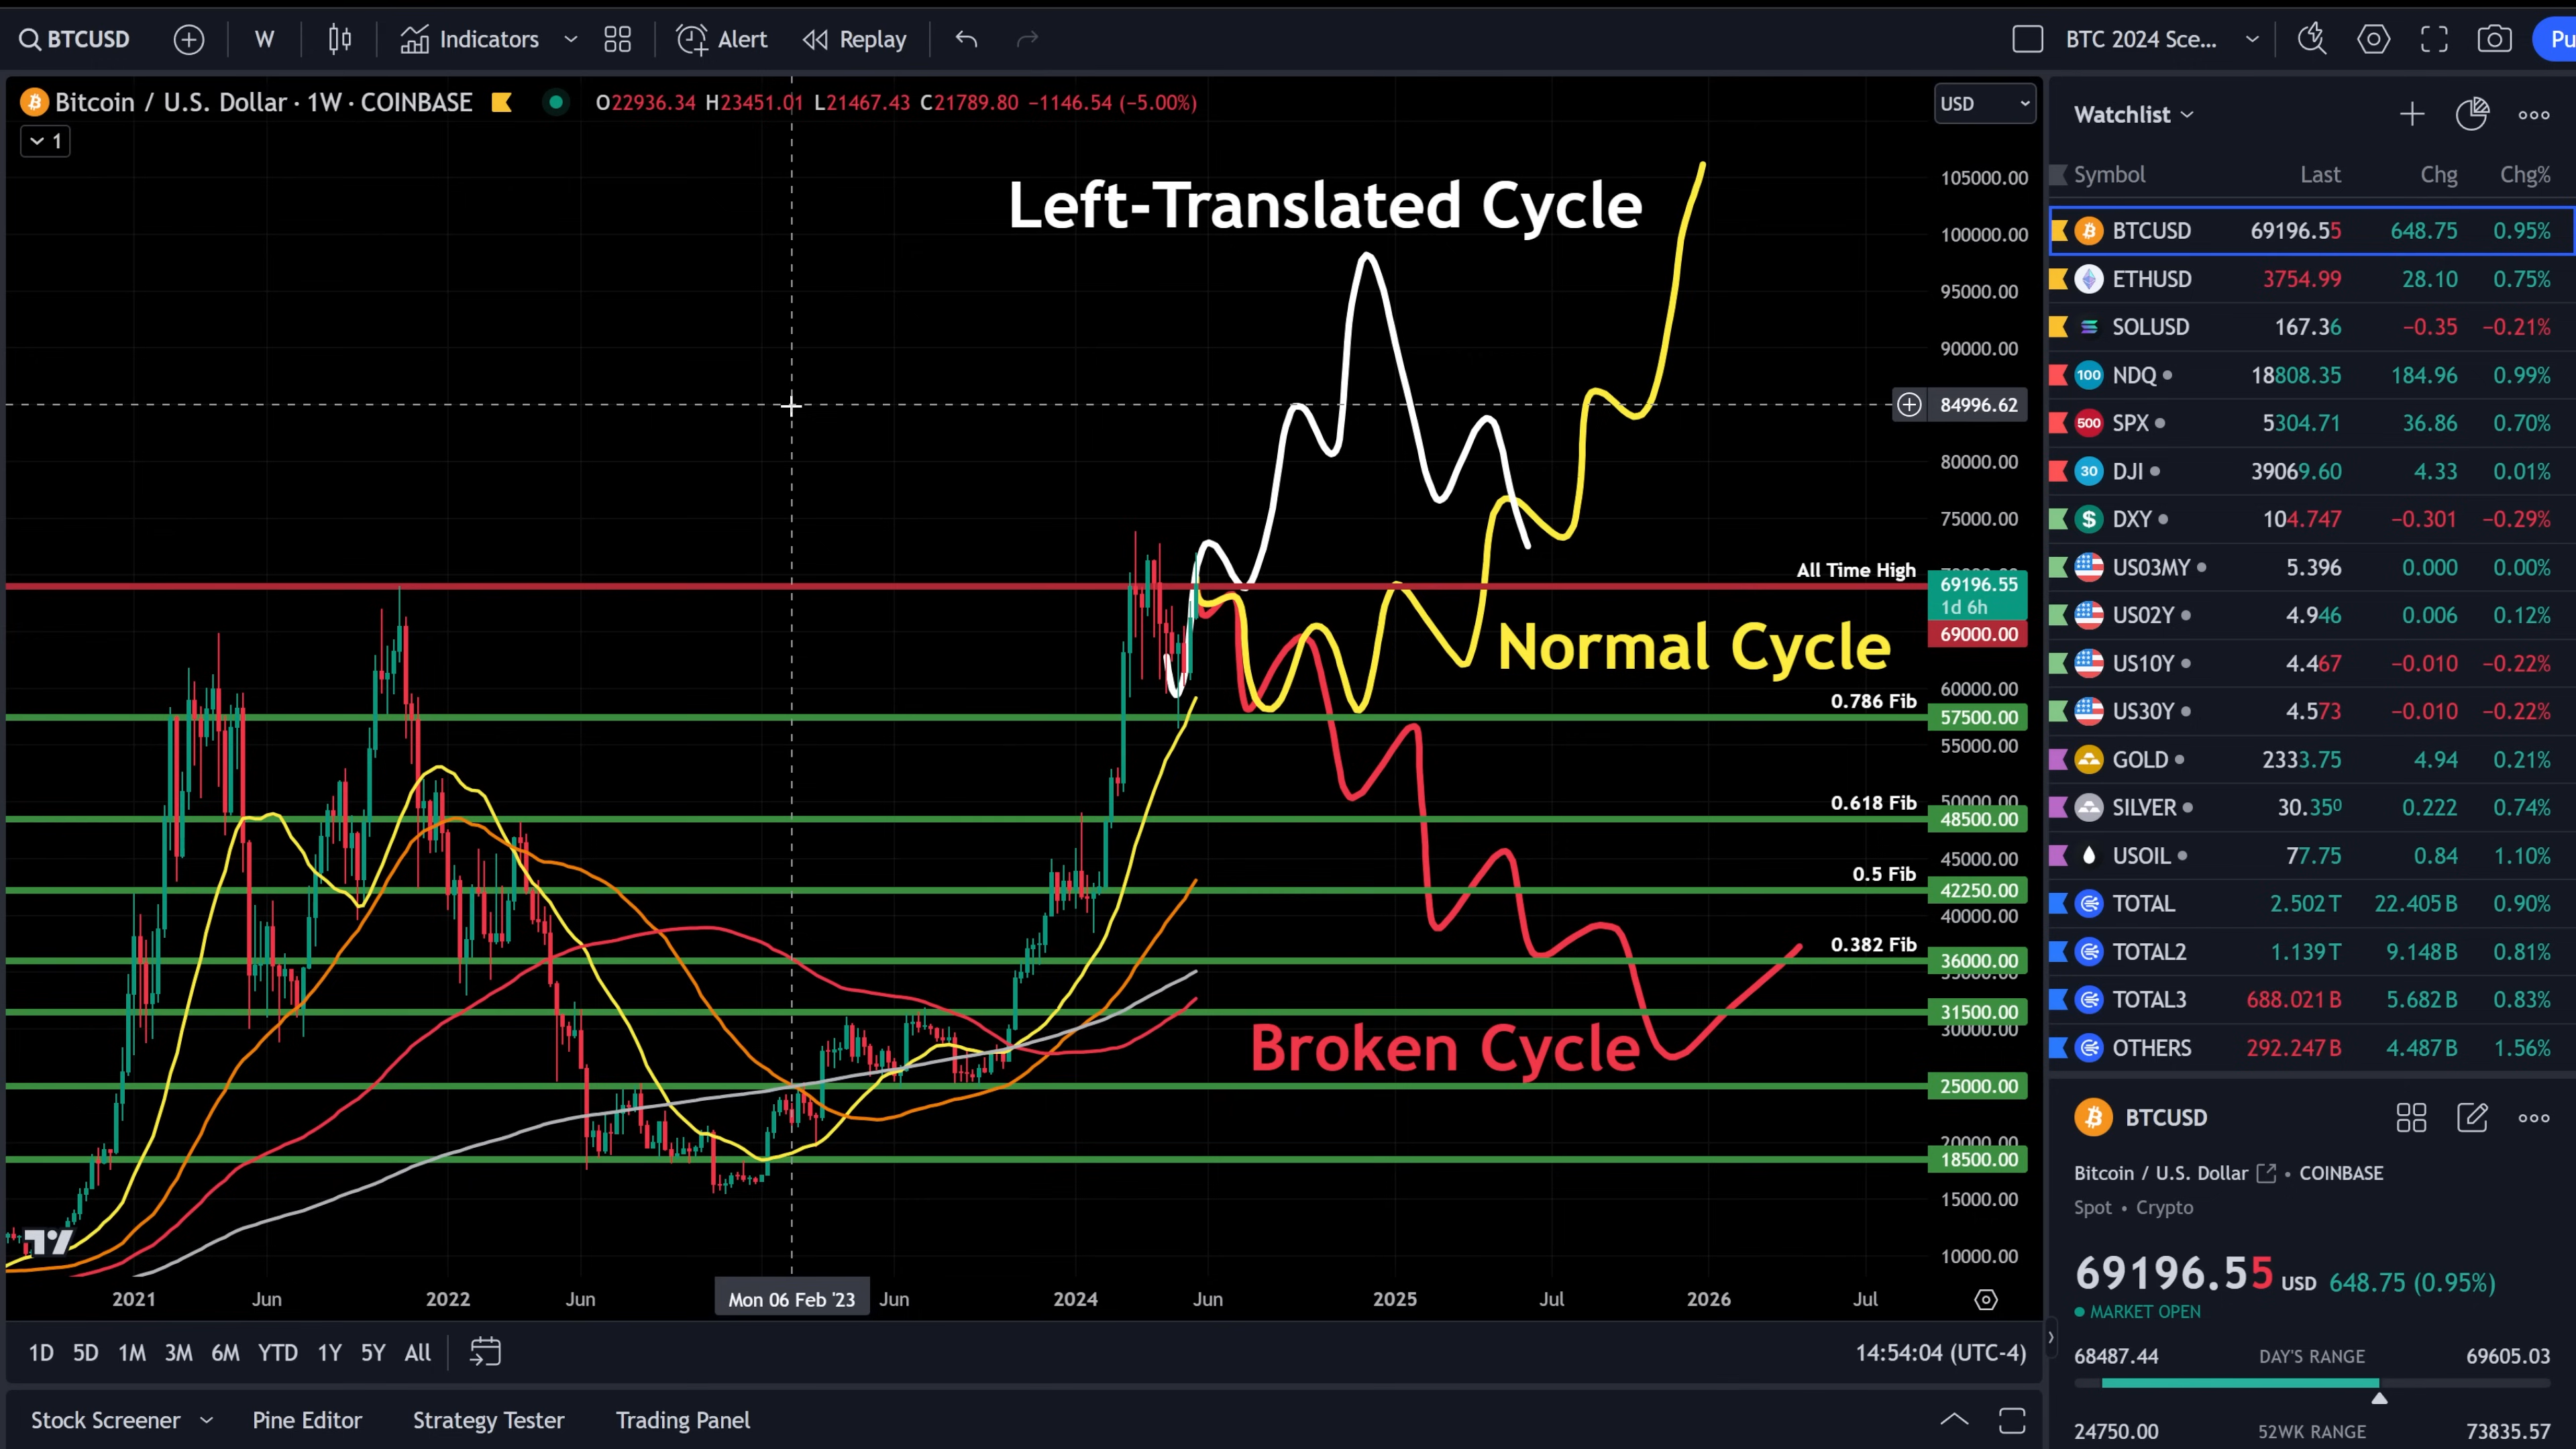 BTCUSD W Indicators Alert Replay BTC 2024 Sce... Pu
Bitcoin / U.S. Dollar · 1W · COINBASE O22936.34 H23451.01 L21467.43 C21789.80 −1146.54 (−5.00%)
USD
1
Left-Translated Cycle
Normal Cycle
Broken Cycle
All Time High
0.786 Fib
0.618 Fib
0.5 Fib
0.382 Fib
105000.00
100000.00
95000.00
90000.00
84996.62
80000.00
75000.00
69196.55
1d 6h
69000.00
60000.00
57500.00
55000.00
50000.00
48500.00
45000.00
42250.00
40000.00
36000.00
31500.00
30000.00
25000.00
20000.00
18500.00
15000.00
10000.00
2021 Jun 2022 Jun Mon 06 Feb '23 Jun 2024 Jun 2025 Jul 2026 Jul
1D 5D 1M 3M 6M YTD 1Y 5Y All 14:54:04 (UTC-4)
Stock Screener Pine Editor Strategy Tester Trading Panel
Watchlist
Symbol Last Chg Chg%
BTCUSD 69196.55 648.75 0.95%
ETHUSD 3754.99 28.10 0.75%
SOLUSD 167.36 −0.35 −0.21%
100 NDQ 18808.35 184.96 0.99%
500 SPX 5304.71 36.86 0.70%
30 DJI 39069.60 4.33 0.01%
$ DXY 104.747 −0.301 −0.29%
US03MY 5.396 0.000 0.00%
US02Y 4.946 0.006 0.12%
US10Y 4.467 −0.010 −0.22%
US30Y 4.573 −0.010 −0.22%
GOLD 2333.75 4.94 0.21%
SILVER 30.350 0.222 0.74%
USOIL 77.75 0.84 1.10%
TOTAL 2.502 T 22.405 B 0.90%
TOTAL2 1.139 T 9.148 B 0.81%
TOTAL3 688.021 B 5.682 B 0.83%
OTHERS 292.247 B 4.487 B 1.56%
BTCUSD
Bitcoin / U.S. Dollar • COINBASE
Spot • Crypto
69196.55 USD 648.75 (0.95%)
MARKET OPEN
68487.44 DAY'S RANGE 69605.03
24750.00 52WK RANGE 73835.57